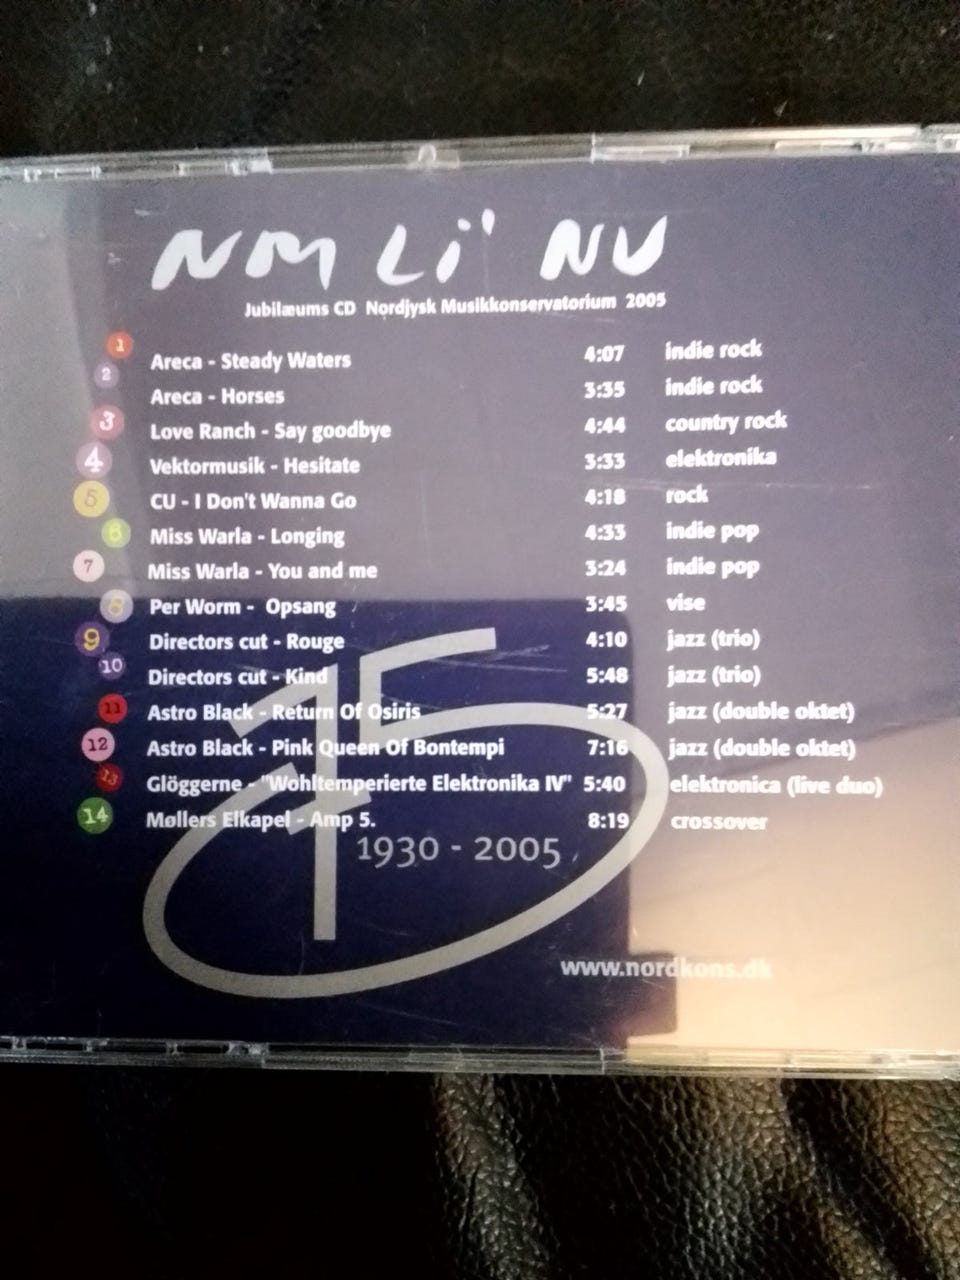 NM Li' NU
Jubilæums CD Nordjysk Musikkonservatorium 2005
1 Areca - Steady Waters 4:07 indie rock
2 Areca - Horses 3:35 indie rock
3 Love Ranch - Say goodbye 4:44 country rock
4 Vektormusik - Hesitate 3:33 elektronika
5 CU - I Don't Wanna Go 4:18 rock
6 Miss Warla - Longing 4:33 indie pop
7 Miss Warla - You and me 3:24 indie pop
8 Per Worm - Opsang 3:45 vise
9 Directors cut - Rouge 4:10 jazz (trio)
10 Directors cut - Kind 5:48 jazz (trio)
11 Astro Black - Return Of Osiris 5:27 jazz (double oktet)
12 Astro Black - Pink Queen Of Bontempi 7:16 jazz (double oktet)
13 Glöggerne - "Wohltemperierte Elektronika IV" 5:40 elektronica (live duo)
14 Møllers Elkapel - Amp 5. 8:19 crossover
75
1930 - 2005
www.nordkons.dk